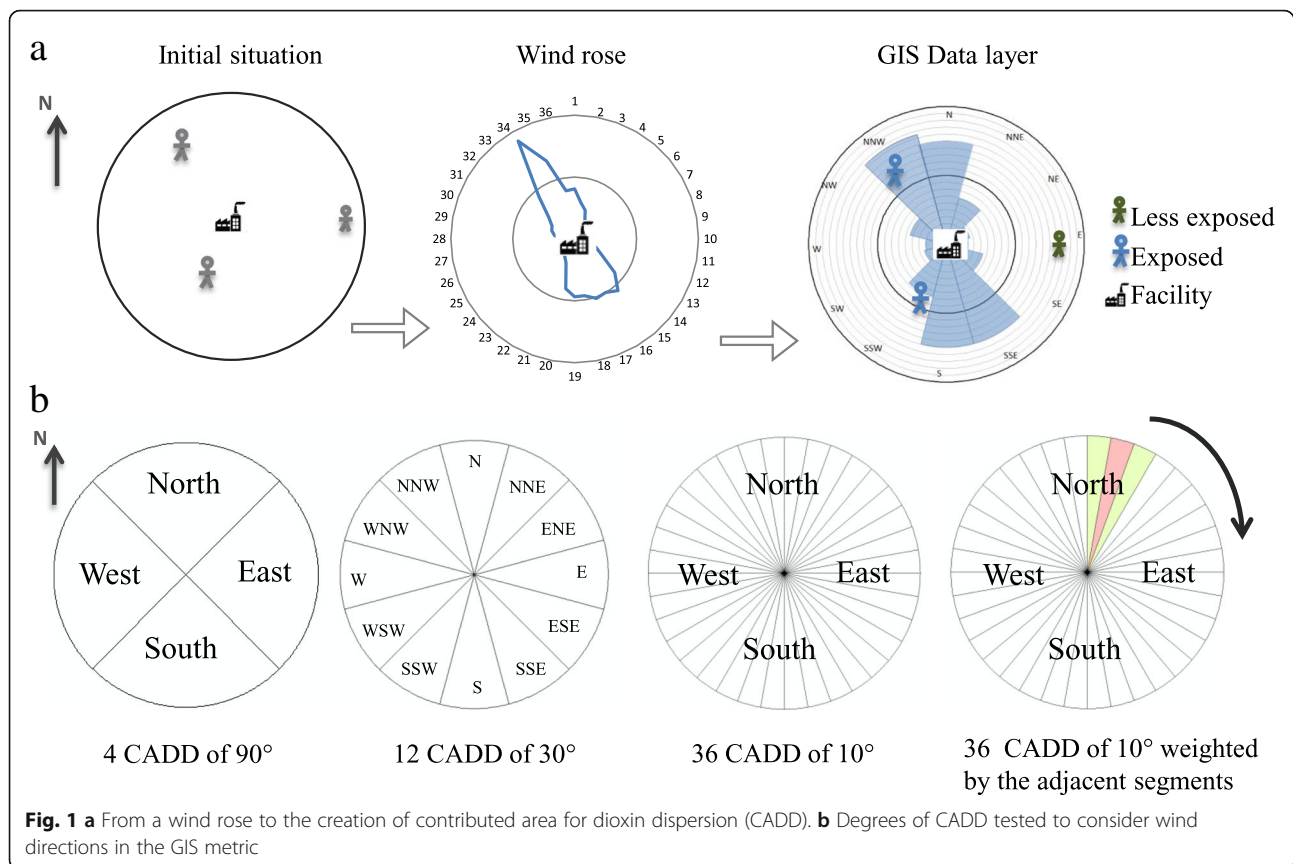 a
Initial situation
Wind rose
GIS Data layer
N
1
2
3
4
5
6
7
8
9
10
11
12
13
14
15
16
17
18
19
20
21
22
23
24
25
26
27
28
29
30
31
32
33
34
35
36
N
NNE
NE
E
SE
SSE
S
SSW
SW
W
NW
NNW
Less exposed
Exposed
Facility
b
N
North
West
East
South
N
NNE
ENE
E
ESE
SSE
S
SSW
WSW
W
WNW
NNW
North
West
East
South
North
West
East
South
4 CADD of 90°
12 CADD of 30°
36 CADD of 10°
36 CADD of 10° weighted
by the adjacent segments
Fig. 1 a From a wind rose to the creation of contributed area for dioxin dispersion (CADD). b Degrees of CADD tested to consider wind
directions in the GIS metric